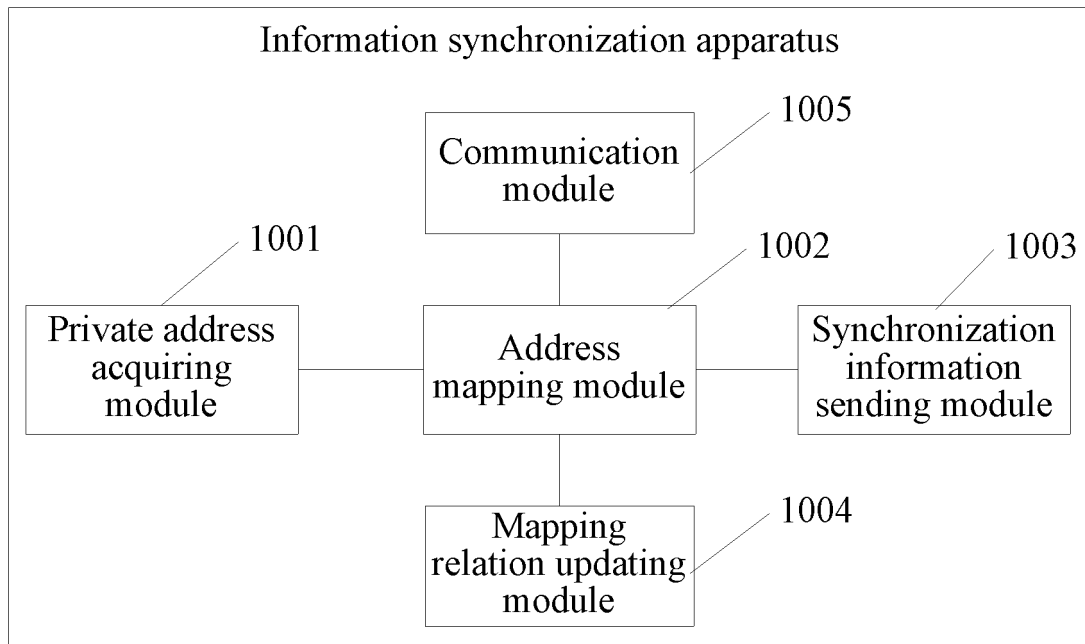 Information synchronization apparatus
1005
Communication
module
1001
1002
1003
Private address
acquiring
module
Address
mapping module
Synchronization
information
sending module
1004
Mapping
relation updating
module